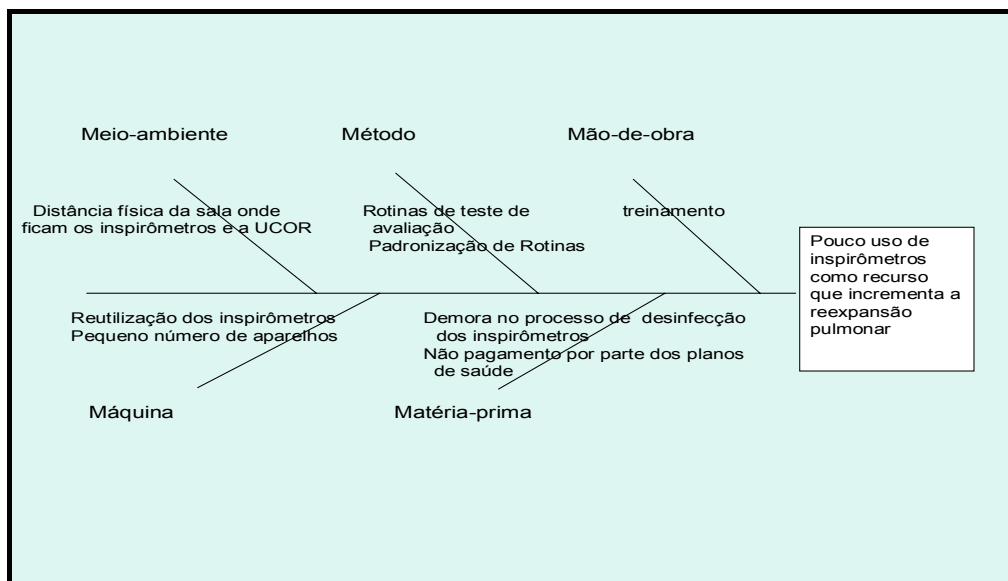 Meio-ambiente
Método
Mão-de-obra
Distância física da sala onde
ficam os inspirômetros e a UCOR
Rotinas de teste de
avaliação
Padronização de Rotinas
treinamento
Pouco uso de
inspirômetros
como recurso
que incrementa a
reexpansão
pulmonar
Reutilização dos inspirômetros
Pequeno número de aparelhos
Demora no processo de desinfecção
dos inspirômetros
Não pagamento por parte dos planos
de saúde
Máquina
Matéria-prima